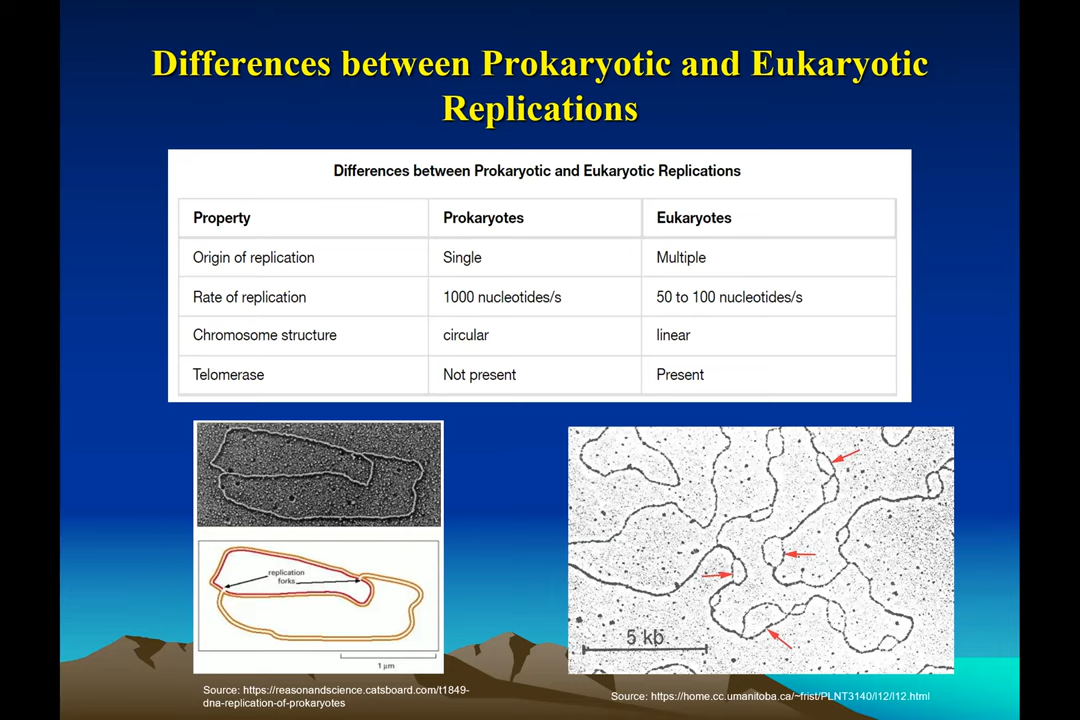 Differences between Prokaryotic and Eukaryotic
Replications
Differences between Prokaryotic and Eukaryotic Replications
Property Prokaryotes Eukaryotes
Origin of replication Single Multiple
Rate of replication 1000 nucleotides/s 50 to 100 nucleotides/s
Chromosome structure circular linear
Telomerase Not present Present
replication
forks
1 μm
5 kb
Source: https://reasonandscience.catsboard.com/t1849-
dna-replication-of-prokaryotes
Source: https://home.cc.umanitoba.ca/~frist/PLNT3140/l12/l12.html